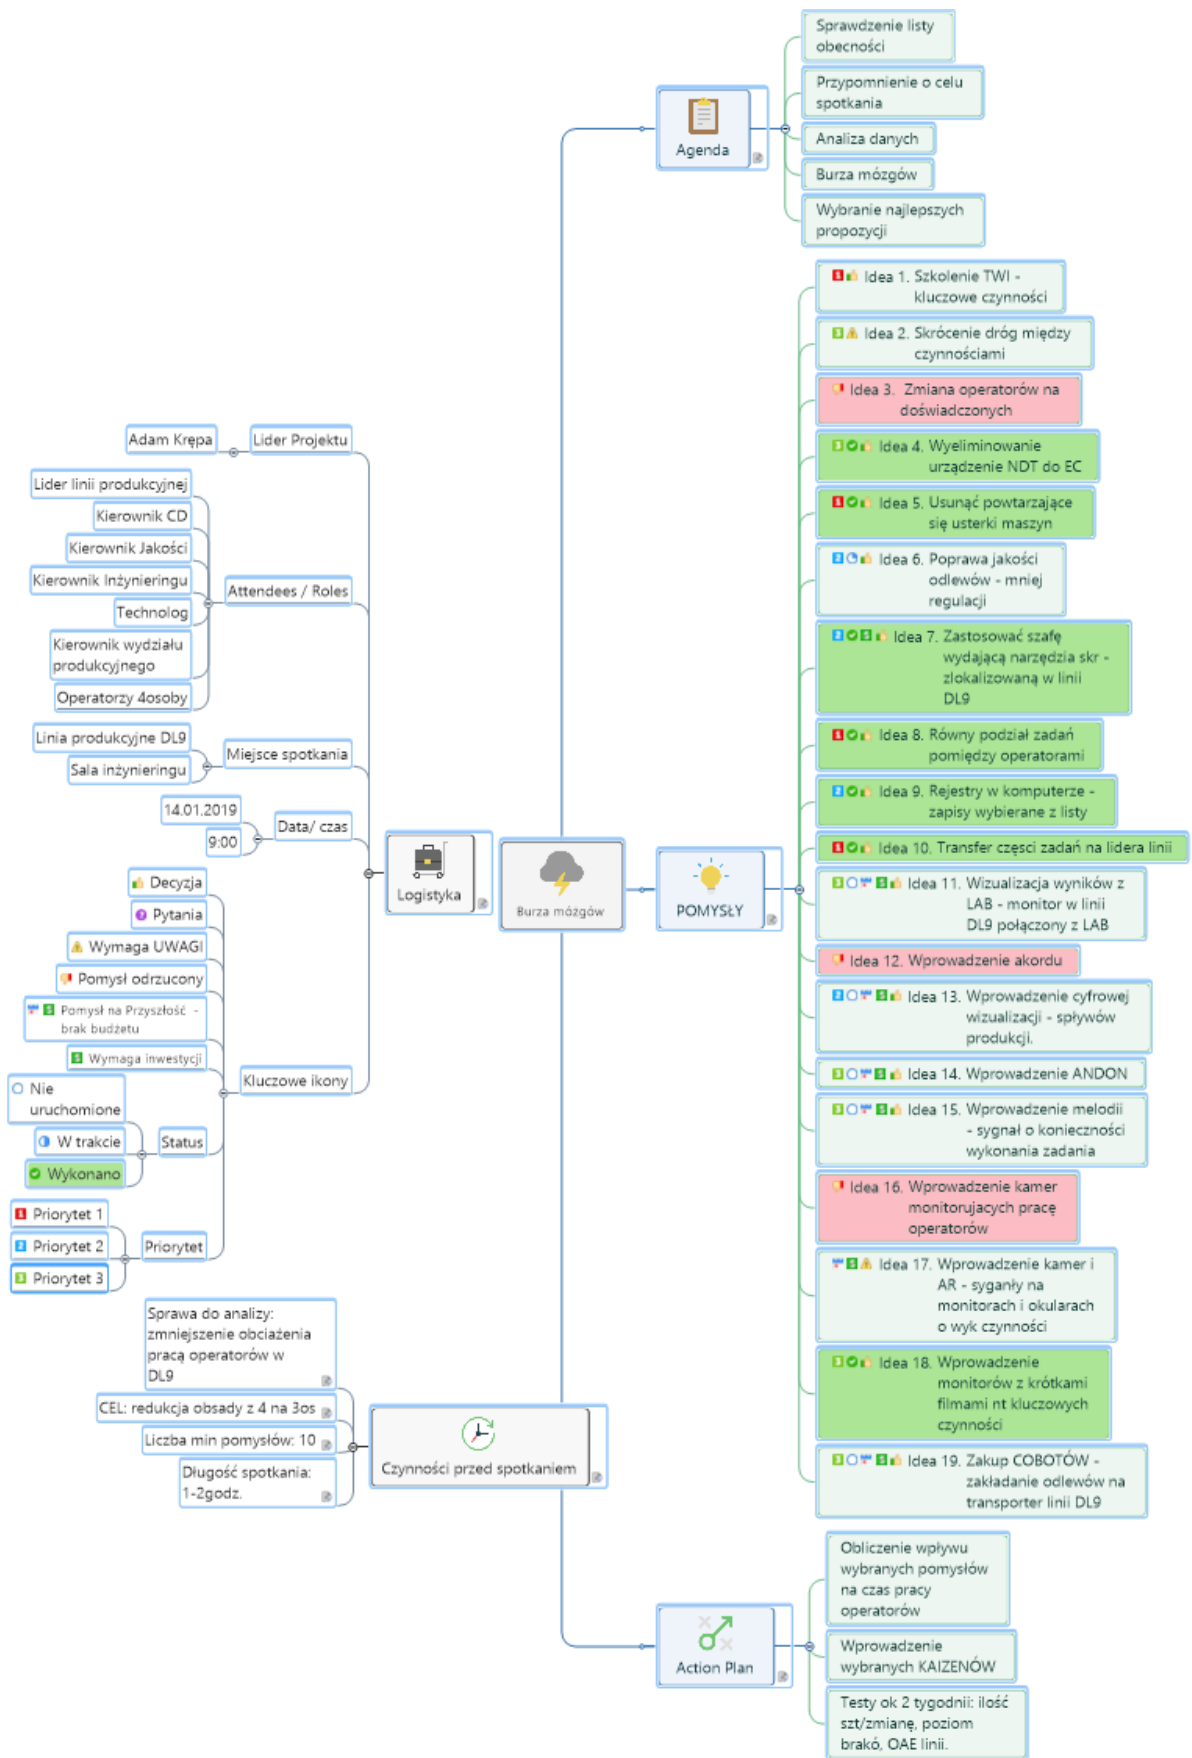 Sprawdzenie listy
obecności
Przypomnienie o celu
spotkania
Analiza danych
Burza mózgów
Wybranie najlepszych
propozycji
Agenda
Idea 1. Szkolenie TWI -
kluczowe czynności
Idea 2. Skrócenie dróg między
czynnościami
Idea 3. Zmiana operatorów na
doświadczonych
Idea 4. Wyeliminowanie
urządzenie NDT do EC
Idea 5. Usunąć powtarzające
się usterki maszyn
Idea 6. Poprawa jakości
odlewów - mniej
regulacji
Idea 7. Zastosować szafę
wydającą narzędzia skr -
zlokalizowaną w linii
DL9
Idea 8. Równy podział zadań
pomiędzy operatorami
Idea 9. Rejestry w komputerze -
zapisy wybierane z listy
Idea 10. Transfer częsci zadań na lidera linii
Idea 11. Wizualizacja wyników z
LAB - monitor w linii
DL9 połączony z LAB
Idea 12. Wprowadzenie akordu
Idea 13. Wprowadzenie cyfrowej
wizualizacji - spływów
produkcji.
Idea 14. Wprowadzenie ANDON
Idea 15. Wprowadzenie melodii
- sygnał o konieczności
wykonania zadania
Idea 16. Wprowadzenie kamer
monitorujacych pracę
operatorów
Idea 17. Wprowadzenie kamer i
AR - syganły na
monitorach i okularach
o wyk czynności
Idea 18. Wprowadzenie
monitorów z krótkami
filmami nt kluczowych
czynności
Idea 19. Zakup COBOTÓW -
zakładanie odlewów na
transporter linii DL9
POMYSŁY
Burza mózgów
Logistyka
Lider Projektu
Adam Krępa
Attendees / Roles
Lider linii produkcyjnej
Kierownik CD
Kierownik Jakości
Kierownik Inżynieringu
Technolog
Kierownik wydziału
produkcyjnego
Operatorzy 4osoby
Miejsce spotkania
Linia produkcyjne DL9
Sala inżynieringu
Data/ czas
14.01.2019
9:00
Kluczowe ikony
Decyzja
Pytania
Wymaga UWAGI
Pomysł odrzucony
Pomysł na Przyszłość -
brak budżetu
Wymaga inwestycji
Status
Nie
uruchomione
W trakcie
Wykonano
Priorytet
Priorytet 1
Priorytet 2
Priorytet 3
Czynności przed spotkaniem
Sprawa do analizy:
zmniejszenie obciażenia
pracą operatorów w
DL9
CEL: redukcja obsady z 4 na 3os
Liczba min pomysłów: 10
Długość spotkania:
1-2godz.
Action Plan
Obliczenie wpływu
wybranych pomysłów
na czas pracy
operatorów
Wprowadzenie
wybranych KAIZENÓW
Testy ok 2 tygodnii: ilość
szt/zmianę, poziom
brakó, OAE linii.